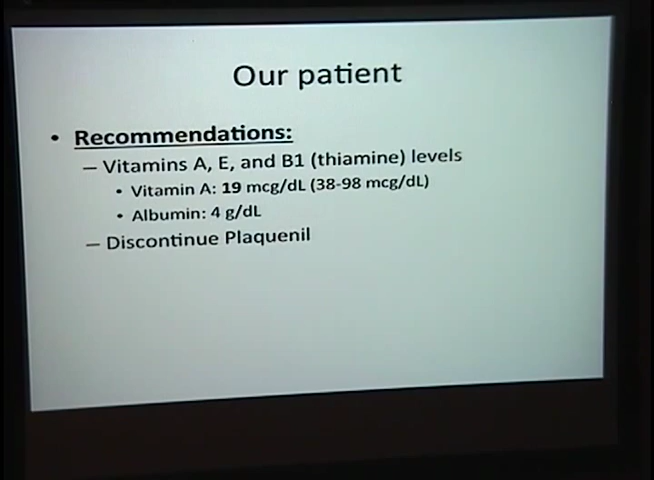 Our patient
• Recommendations:
– Vitamins A, E, and B1 (thiamine) levels
• Vitamin A: 19 mcg/dL (38-98 mcg/dL)
• Albumin: 4 g/dL
– Discontinue Plaquenil